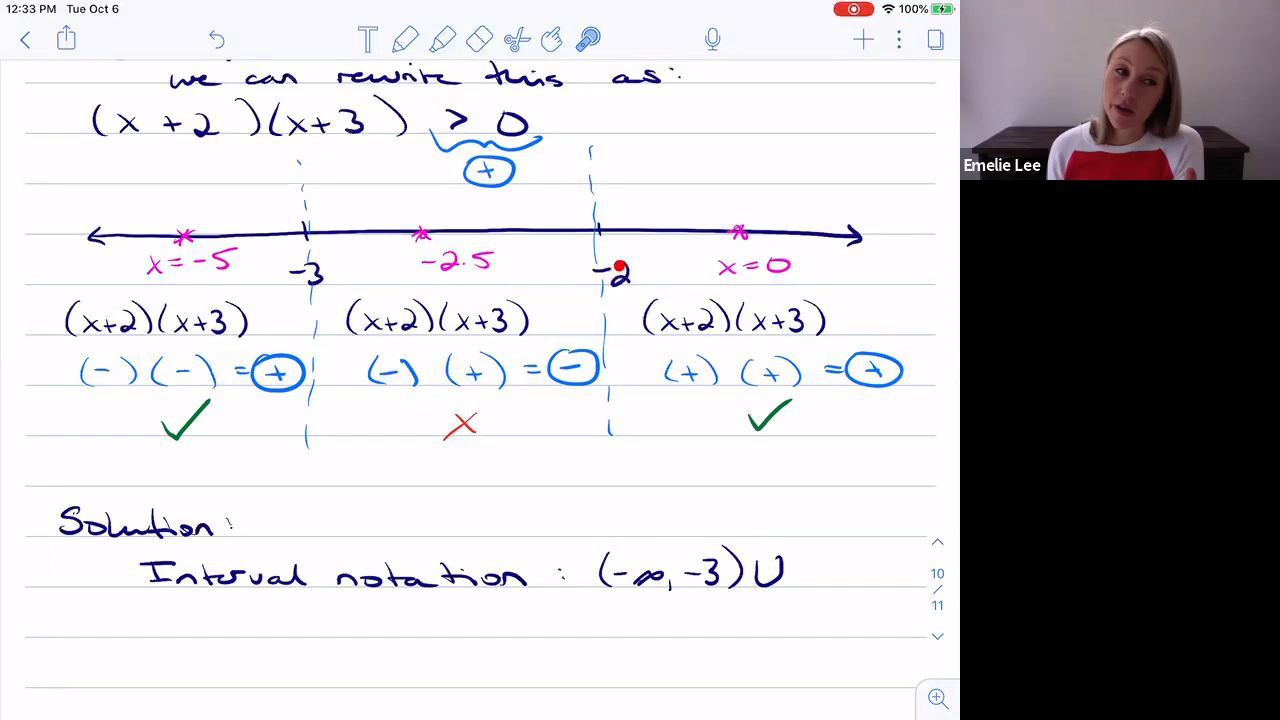 12:33 PM Tue Oct 6
100%
we can rewrite this as:
(x + 2)(x + 3) > 0
+
x = -5 -3 -2.5 -2 x = 0
(x+2)(x+3) (x+2)(x+3) (x+2)(x+3)
(-)(-) = + (-)(+) = - (+)(+) = +
Solution:
Interval notation : (-∞, -3) U
10
/
11
Emelie Lee